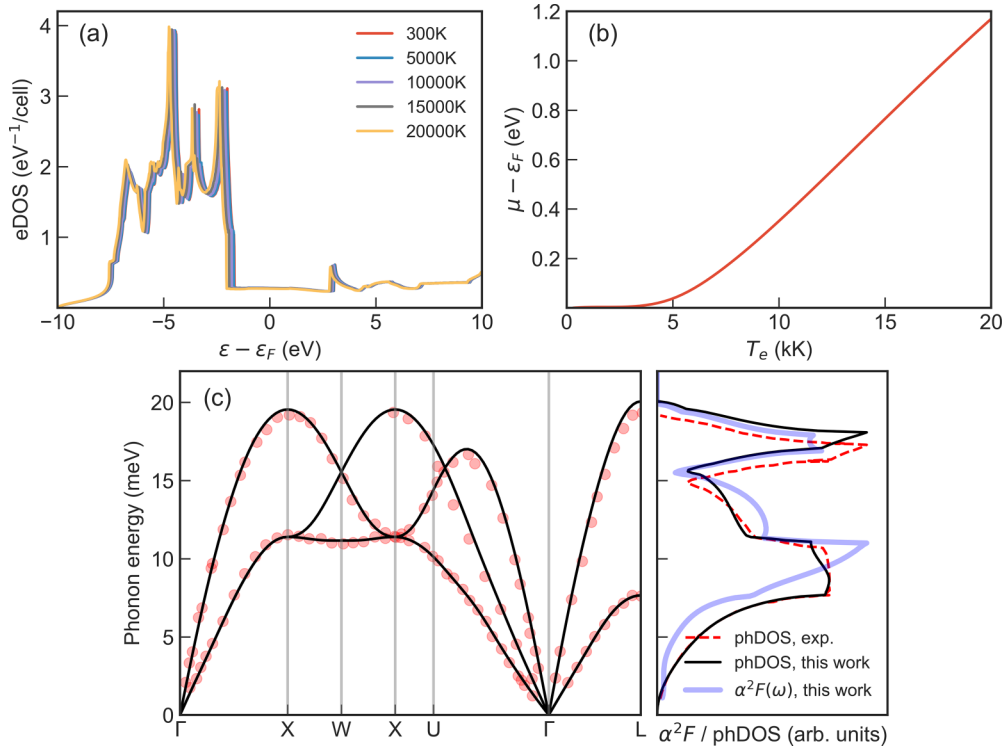 (a)
300K
5000K
10000K
15000K
20000K
4
3
2
1
eDOS (eV⁻¹/cell)
−10
−5
0
5
10
ε − ε_F (eV)
(b)
1.2
1.0
0.8
0.6
0.4
0.2
μ − ε_F (eV)
0
5
10
15
20
T_e (kK)
(c)
20
15
10
5
0
Phonon energy (meV)
Γ
X
W
X
U
Γ
L
phDOS, exp.
phDOS, this work
α²F(ω), this work
α²F / phDOS (arb. units)